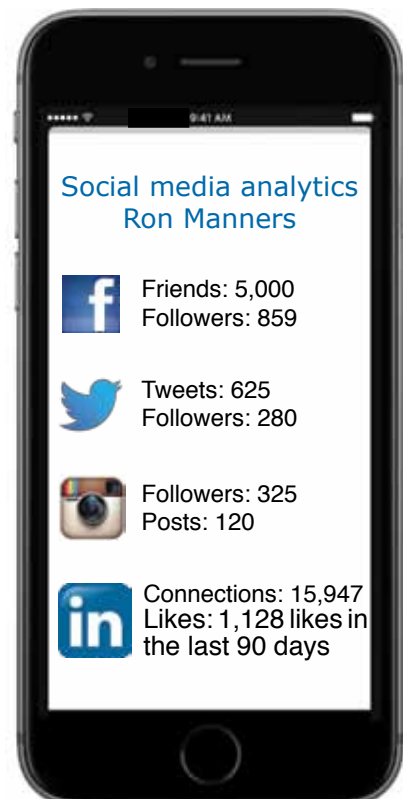 9:41 AM
Social media analytics
Ron Manners
f
Friends: 5,000
Followers: 859
Tweets: 625
Followers: 280
Followers: 325
Posts: 120
in
Connections: 15,947
Likes: 1,128 likes in
the last 90 days